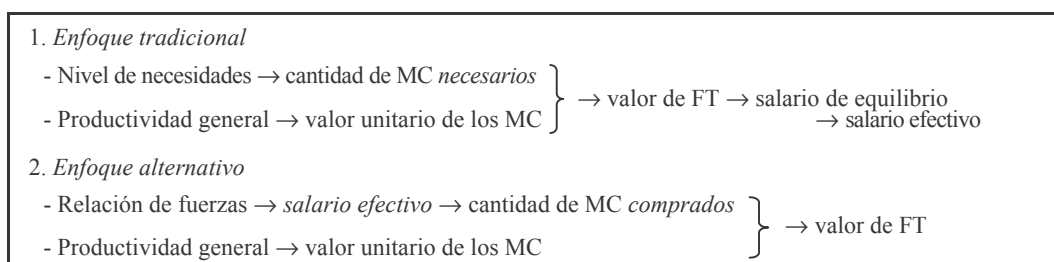 1. Enfoque tradicional
- Nivel de necesidades → cantidad de MC necesarios
- Productividad general → valor unitario de los MC
→ valor de FT → salario de equilibrio
→ salario efectivo
2. Enfoque alternativo
- Relación de fuerzas → salario efectivo → cantidad de MC comprados
- Productividad general → valor unitario de los MC
→ valor de FT